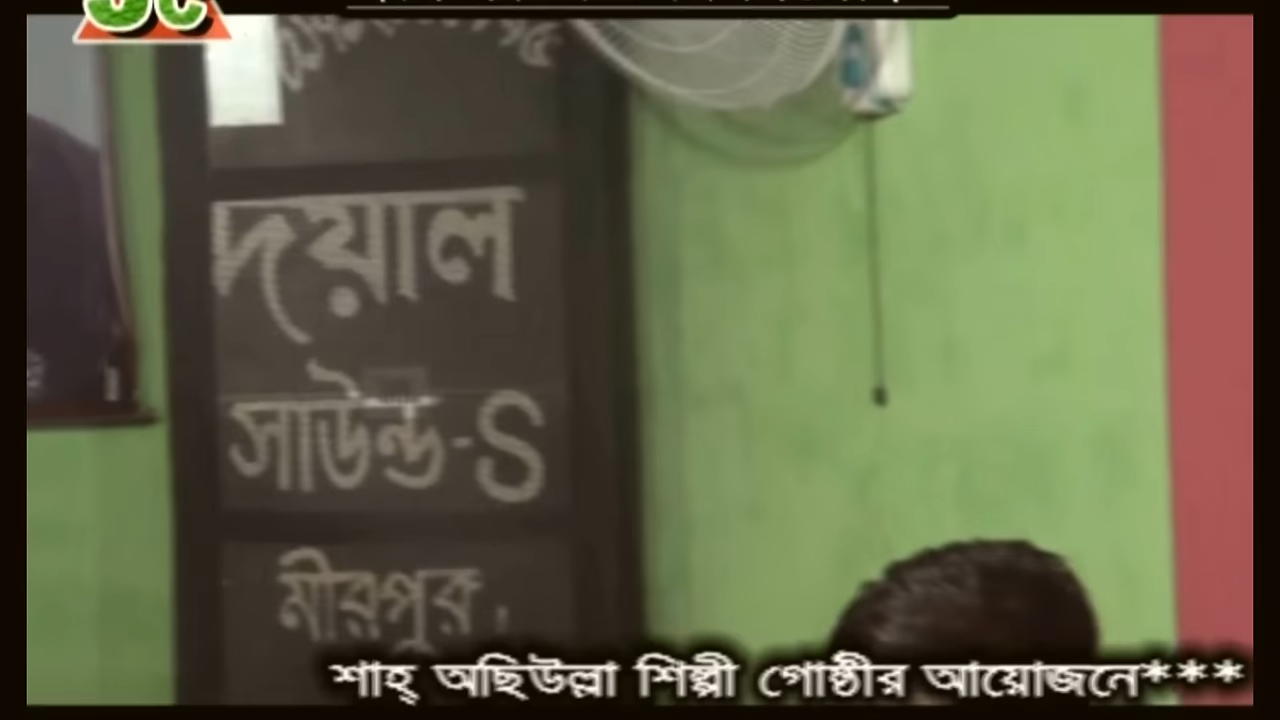 দয়াল
সাউন্ড-S
মীরপুর,
শাহ্ অছিউল্লা শিল্পী গোষ্ঠীর আয়োজনে***